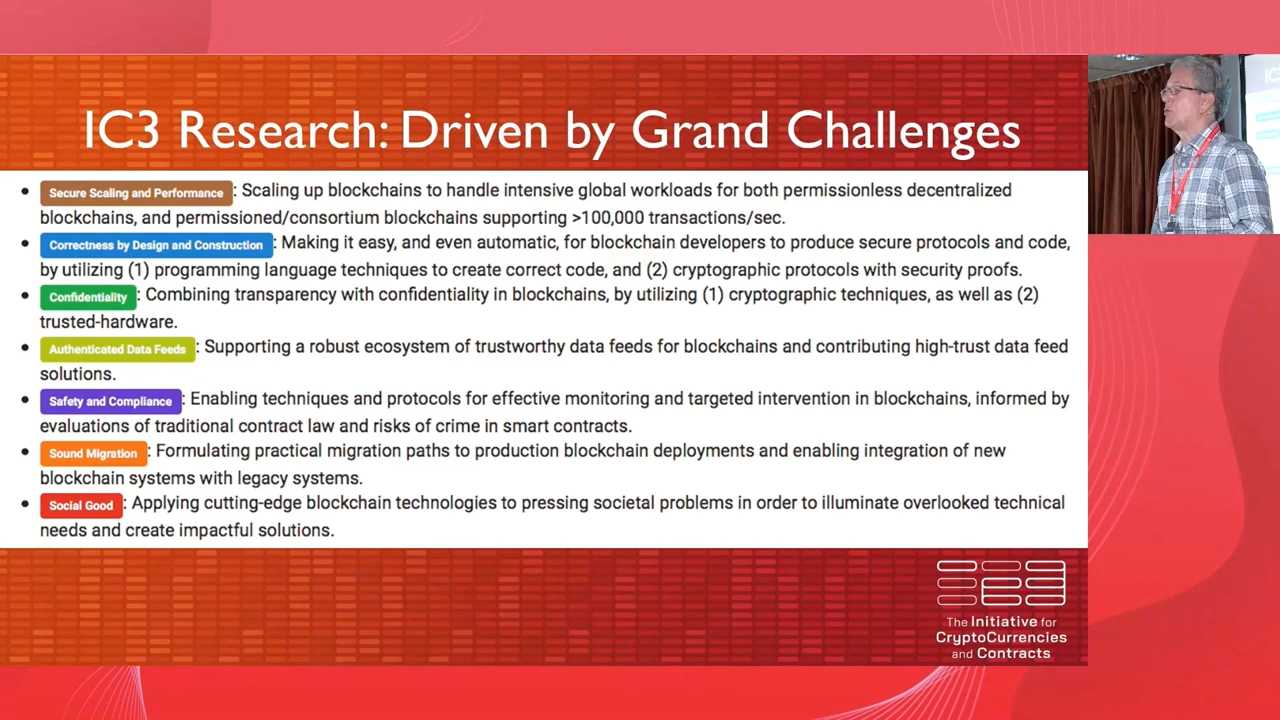 IC3 Research: Driven by Grand Challenges
• Secure Scaling and Performance: Scaling up blockchains to handle intensive global workloads for both permissionless decentralized
blockchains, and permissioned/consortium blockchains supporting >100,000 transactions/sec.
• Correctness by Design and Construction: Making it easy, and even automatic, for blockchain developers to produce secure protocols and code,
by utilizing (1) programming language techniques to create correct code, and (2) cryptographic protocols with security proofs.
• Confidentiality: Combining transparency with confidentiality in blockchains, by utilizing (1) cryptographic techniques, as well as (2)
trusted-hardware.
• Authenticated Data Feeds: Supporting a robust ecosystem of trustworthy data feeds for blockchains and contributing high-trust data feed
solutions.
• Safety and Compliance: Enabling techniques and protocols for effective monitoring and targeted intervention in blockchains, informed by
evaluations of traditional contract law and risks of crime in smart contracts.
• Sound Migration: Formulating practical migration paths to production blockchain deployments and enabling integration of new
blockchain systems with legacy systems.
• Social Good: Applying cutting-edge blockchain technologies to pressing societal problems in order to illuminate overlooked technical
needs and create impactful solutions.
The Initiative for
CryptoCurrencies
and Contracts